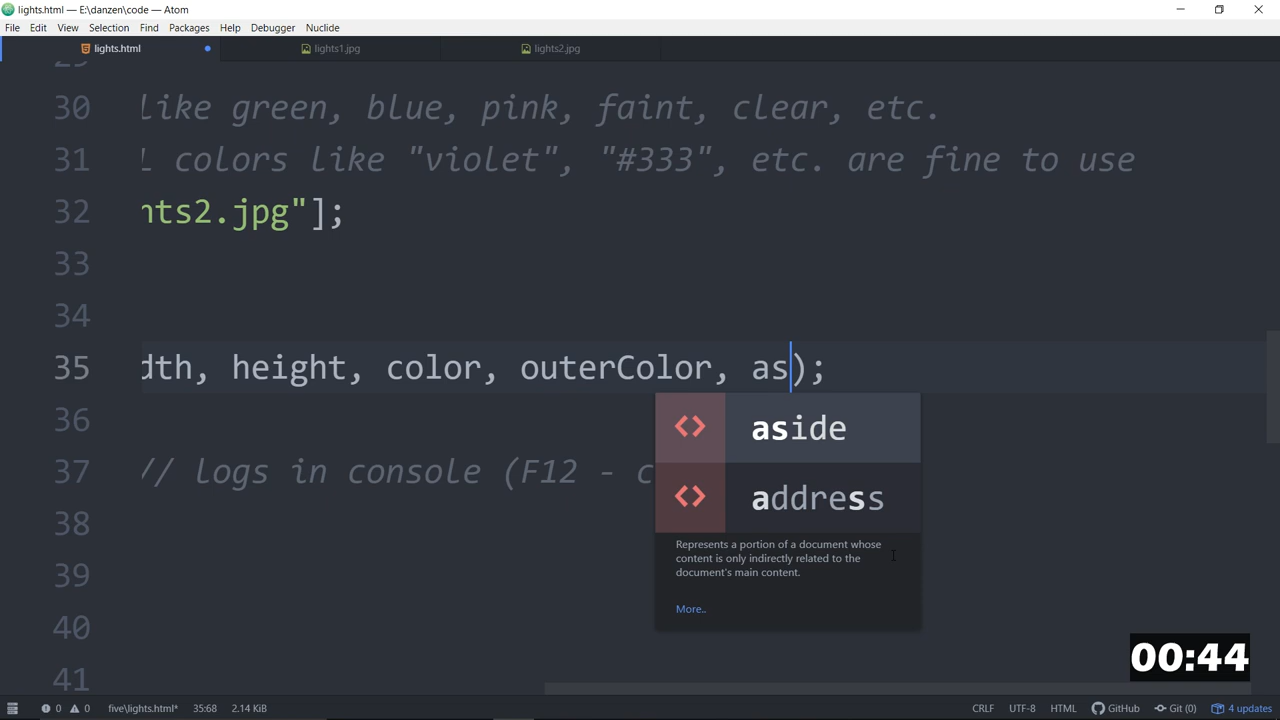 lights.html — E:\danzen\code — Atom
File Edit View Selection Find Packages Help Debugger Nuclide
lights.html lights1.jpg lights2.jpg
29
30 like green, blue, pink, faint, clear, etc.
31 l colors like "violet", "#333", etc. are fine to use
32 hts2.jpg"];
33
34
35 dth, height, color, outerColor, as);
<> aside
36
37 // logs in console (F12 - c
<> address
38
Represents a portion of a document whose
content is only indirectly related to the
document's main content.
39
More..
40
00:44
41
0 0 five\lights.html* 35:68 2.14 KiB CRLF UTF-8 HTML GitHub Git (0) 4 updates